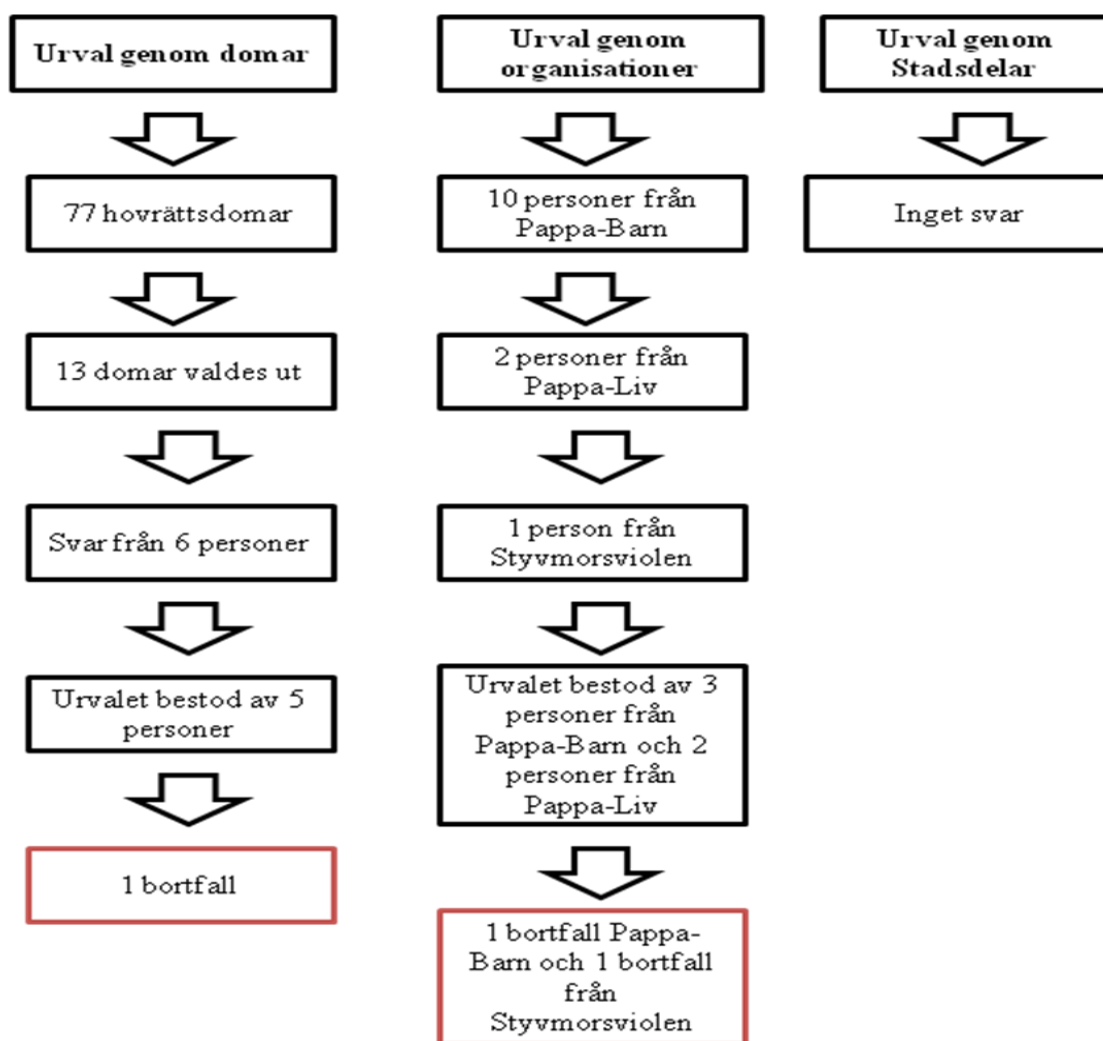 Urval genom domar
77 hovrättsdomar
13 domar valdes ut
Svar från 6 personer
Urvalet bestod av 5
personer
1 bortfall
Urval genom
organisationer
10 personer från
Pappa-Barn
2 personer från
Pappa-Liv
1 person från
Styvmorsviolen
Urvalet bestod av 3
personer från
Pappa-Barn och 2
personer från
Pappa-Liv
1 bortfall Pappa-
Barn och 1 bortfall
från
Styvmorsviolen
Urval genom
Stadsdelar
Inget svar